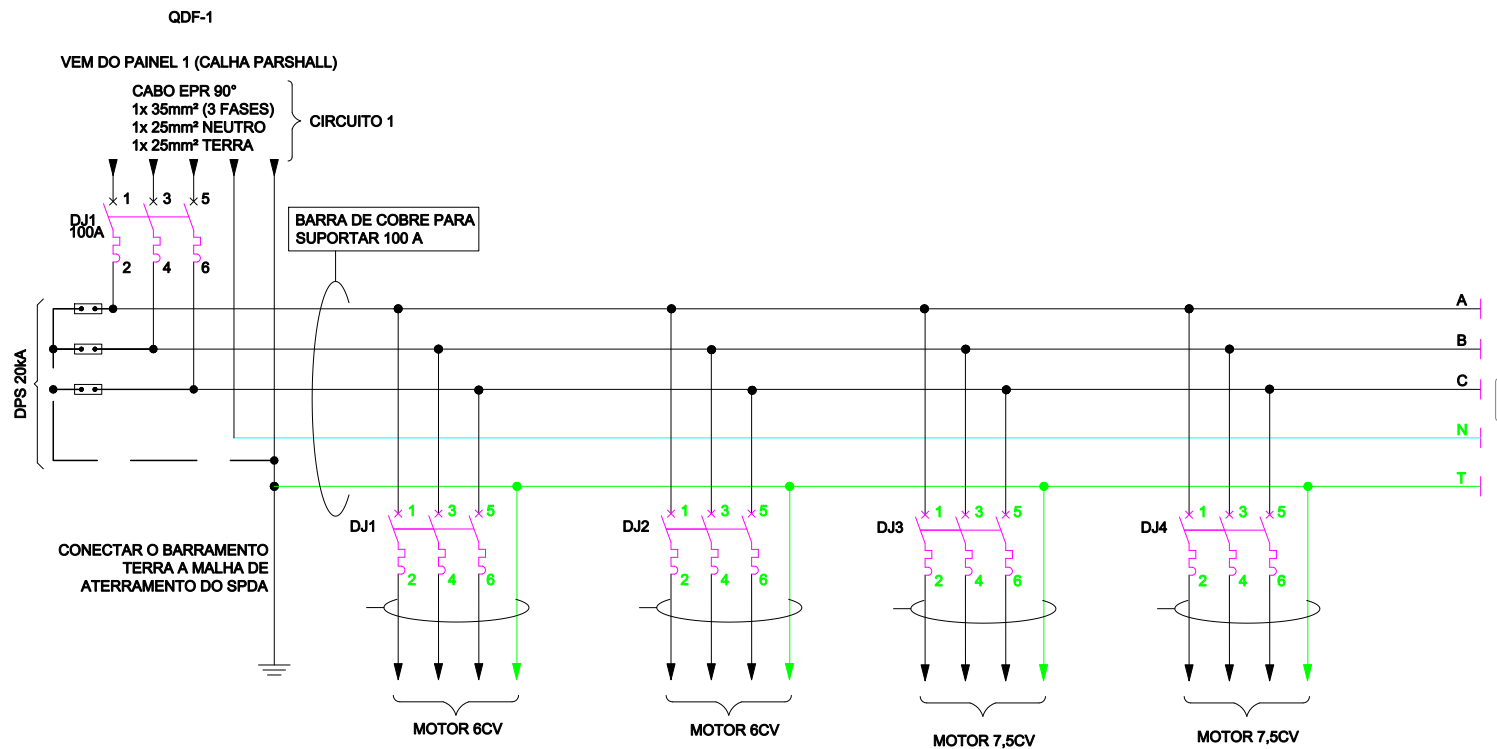 QDF-1
VEM DO PAINEL 1 (CALHA PARSHALL)
CABO EPR 90°
1x 35mm² (3 FASES)
1x 25mm² NEUTRO
1x 25mm² TERRA
CIRCUITO 1
1 3 5
DJ1
100A
2 4 6
BARRA DE COBRE PARA
SUPORTAR 100 A
DPS 20kA
A
B
C
N
T
DJ1 1 3 5
2 4 6
DJ2 1 3 5
2 4 6
DJ3 1 3 5
2 4 6
DJ4 1 3 5
2 4 6
CONECTAR O BARRAMENTO
TERRA A MALHA DE
ATERRAMENTO DO SPDA
MOTOR 6CV
MOTOR 6CV
MOTOR 7,5CV
MOTOR 7,5CV